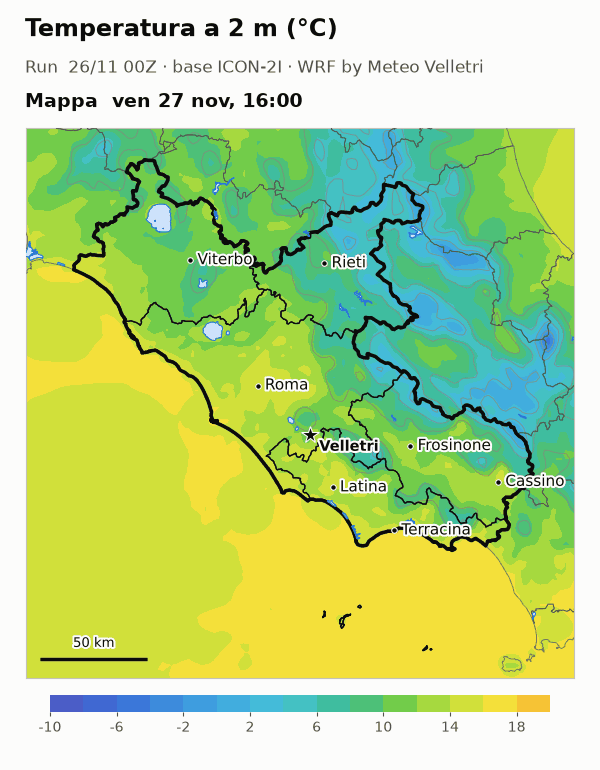 Temperatura a 2 m (°C)
Run  26/11 00Z · base ICON-2I · WRF by Meteo Velletri
Mappa  ven 27 nov, 16:00
Viterbo
Rieti
Roma
Velletri
Frosinone
Cassino
Latina
Terracina
50 km
-10 -6 -2 2 6 10 14 18